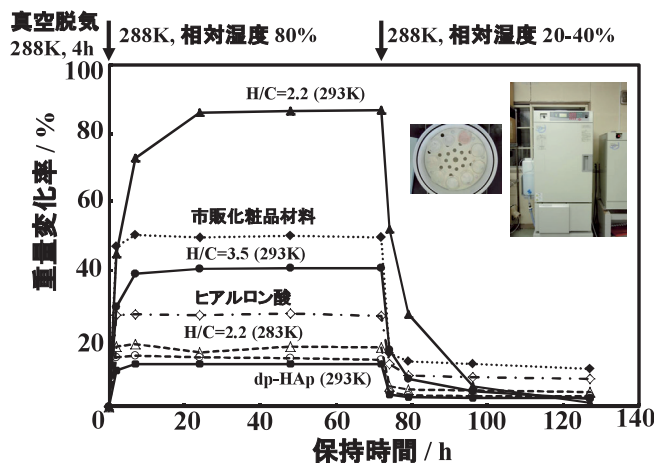 真空脱気
288K, 4h
288K, 相対湿度 80%
288K, 相対湿度 20-40%
重量変化率 / %
100
80
60
40
20
0
H/C=2.2 (293K)
市販化粧品材料
H/C=3.5 (293K)
ヒアルロン酸
H/C=2.2 (283K)
dp-HAp (293K)
0
20
40
60
80
100
120
140
保持時間 / h